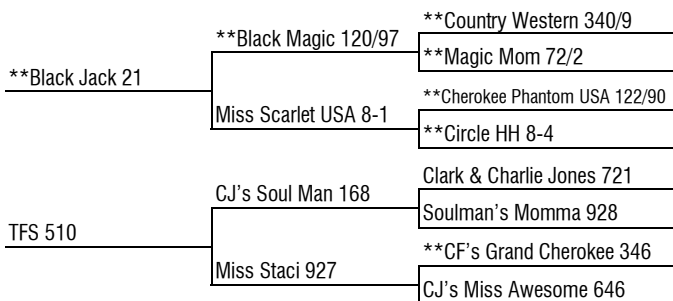 **Country Western 340/9
**Black Magic 120/97
**Magic Mom 72/2
**Black Jack 21
**Cherokee Phantom USA 122/90
Miss Scarlet USA 8-1
**Circle HH 8-4
Clark & Charlie Jones 721
CJ's Soul Man 168
Soulman's Momma 928
TFS 510
**CF's Grand Cherokee 346
Miss Staci 927
CJ's Miss Awesome 646